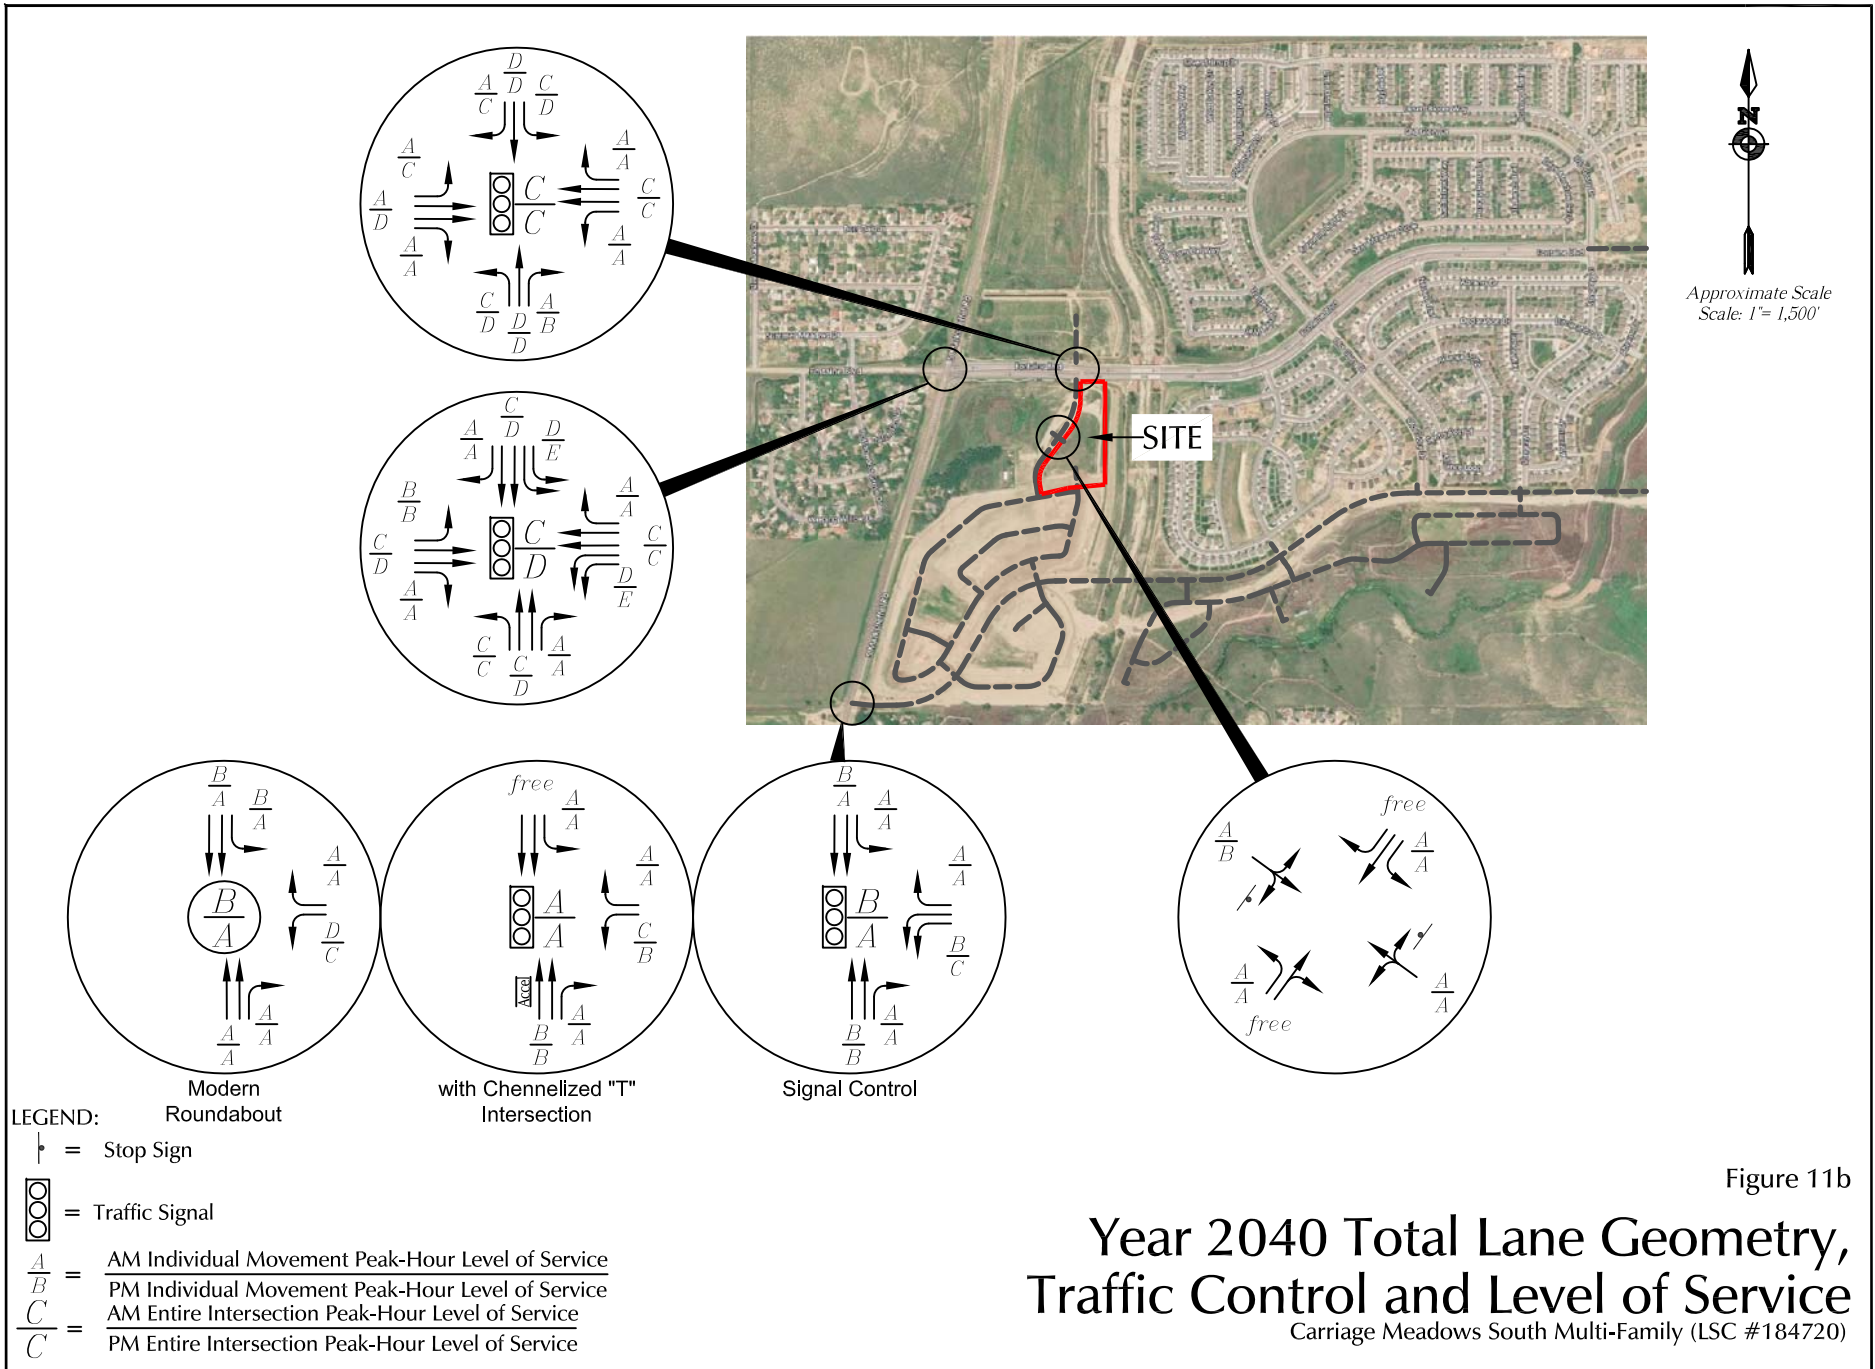 D
D
A
C
C
D
A
C
A
A
A
D
C
C
C
C
A
A
A
A
C
D
D
D
A
B
C
D
A
A
D
E
B
B
A
A
C
D
C
D
C
C
A
A
D
E
C
C
C
D
A
A
SITE
N
Approximate Scale
Scale: 1"= 1,500'
B
A
B
A
A
A
B
A
D
C
A
A
A
A
Modern
Roundabout
free
A
A
A
A
A
A
C
B
Accel
B
B
A
A
with Chennelized "T"
Intersection
B
A
A
A
A
A
B
A
B
C
B
B
A
A
Signal Control
free
A
B
A
A
A
A
free
A
A
LEGEND:
= Stop Sign
= Traffic Signal
A
B
=
AM Individual Movement Peak-Hour Level of Service
PM Individual Movement Peak-Hour Level of Service
C
C
=
AM Entire Intersection Peak-Hour Level of Service
PM Entire Intersection Peak-Hour Level of Service
Figure 11b
Year 2040 Total Lane Geometry,
Traffic Control and Level of Service
Carriage Meadows South Multi-Family (LSC #184720)